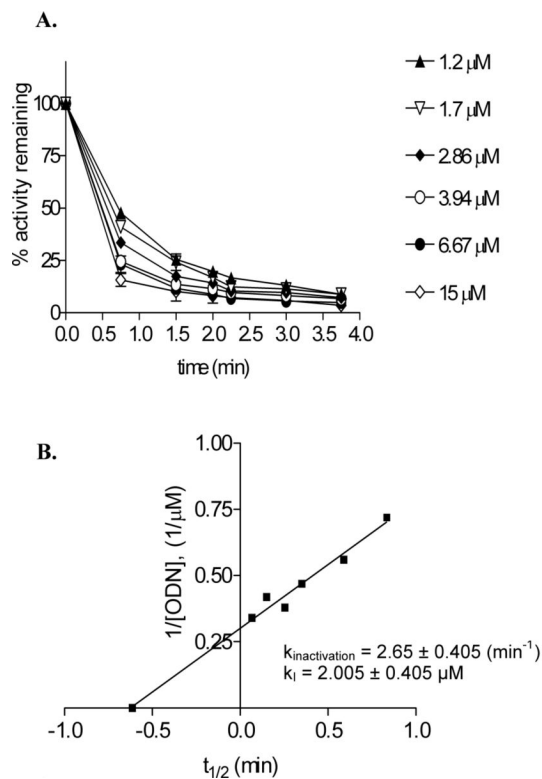 A.
% activity remaining
100
75
50
25
0
0.0 0.5 1.0 1.5 2.0 2.5 3.0 3.5 4.0
time (min)
1.2 µM
1.7 µM
2.86 µM
3.94 µM
6.67 µM
15 µM
B.
1/[ODN], (1/µM)
1.00
0.75
0.50
0.25
-1.0 -0.5 0.0 0.5 1.0
t1/2 (min)
kinactivation = 2.65 ± 0.405 (min⁻¹)
kI = 2.005 ± 0.405 µM